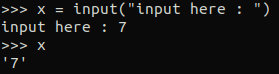 >>> x = input("input here : ")
input here : 7
>>> x
'7'